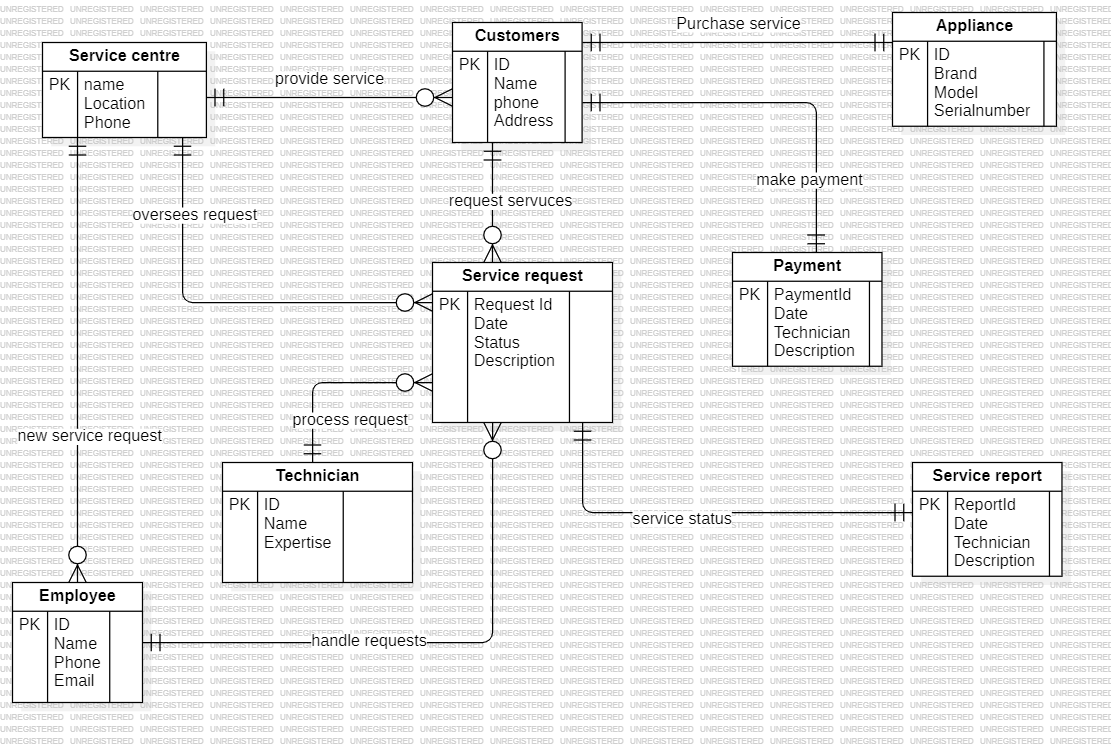 Service centre
PK name
Location
Phone
provide service
Customers
PK ID
Name
phone
Address
Purchase service
Appliance
PK ID
Brand
Model
Serialnumber
make payment
oversees request
request servuces
Service request
PK Request Id
Date
Status
Description
Payment
PK PaymentId
Date
Technician
Description
process request
new service request
Technician
PK ID
Name
Expertise
service status
Service report
PK ReportId
Date
Technician
Description
Employee
PK ID
Name
Phone
Email
handle requests
UNREGISTERED